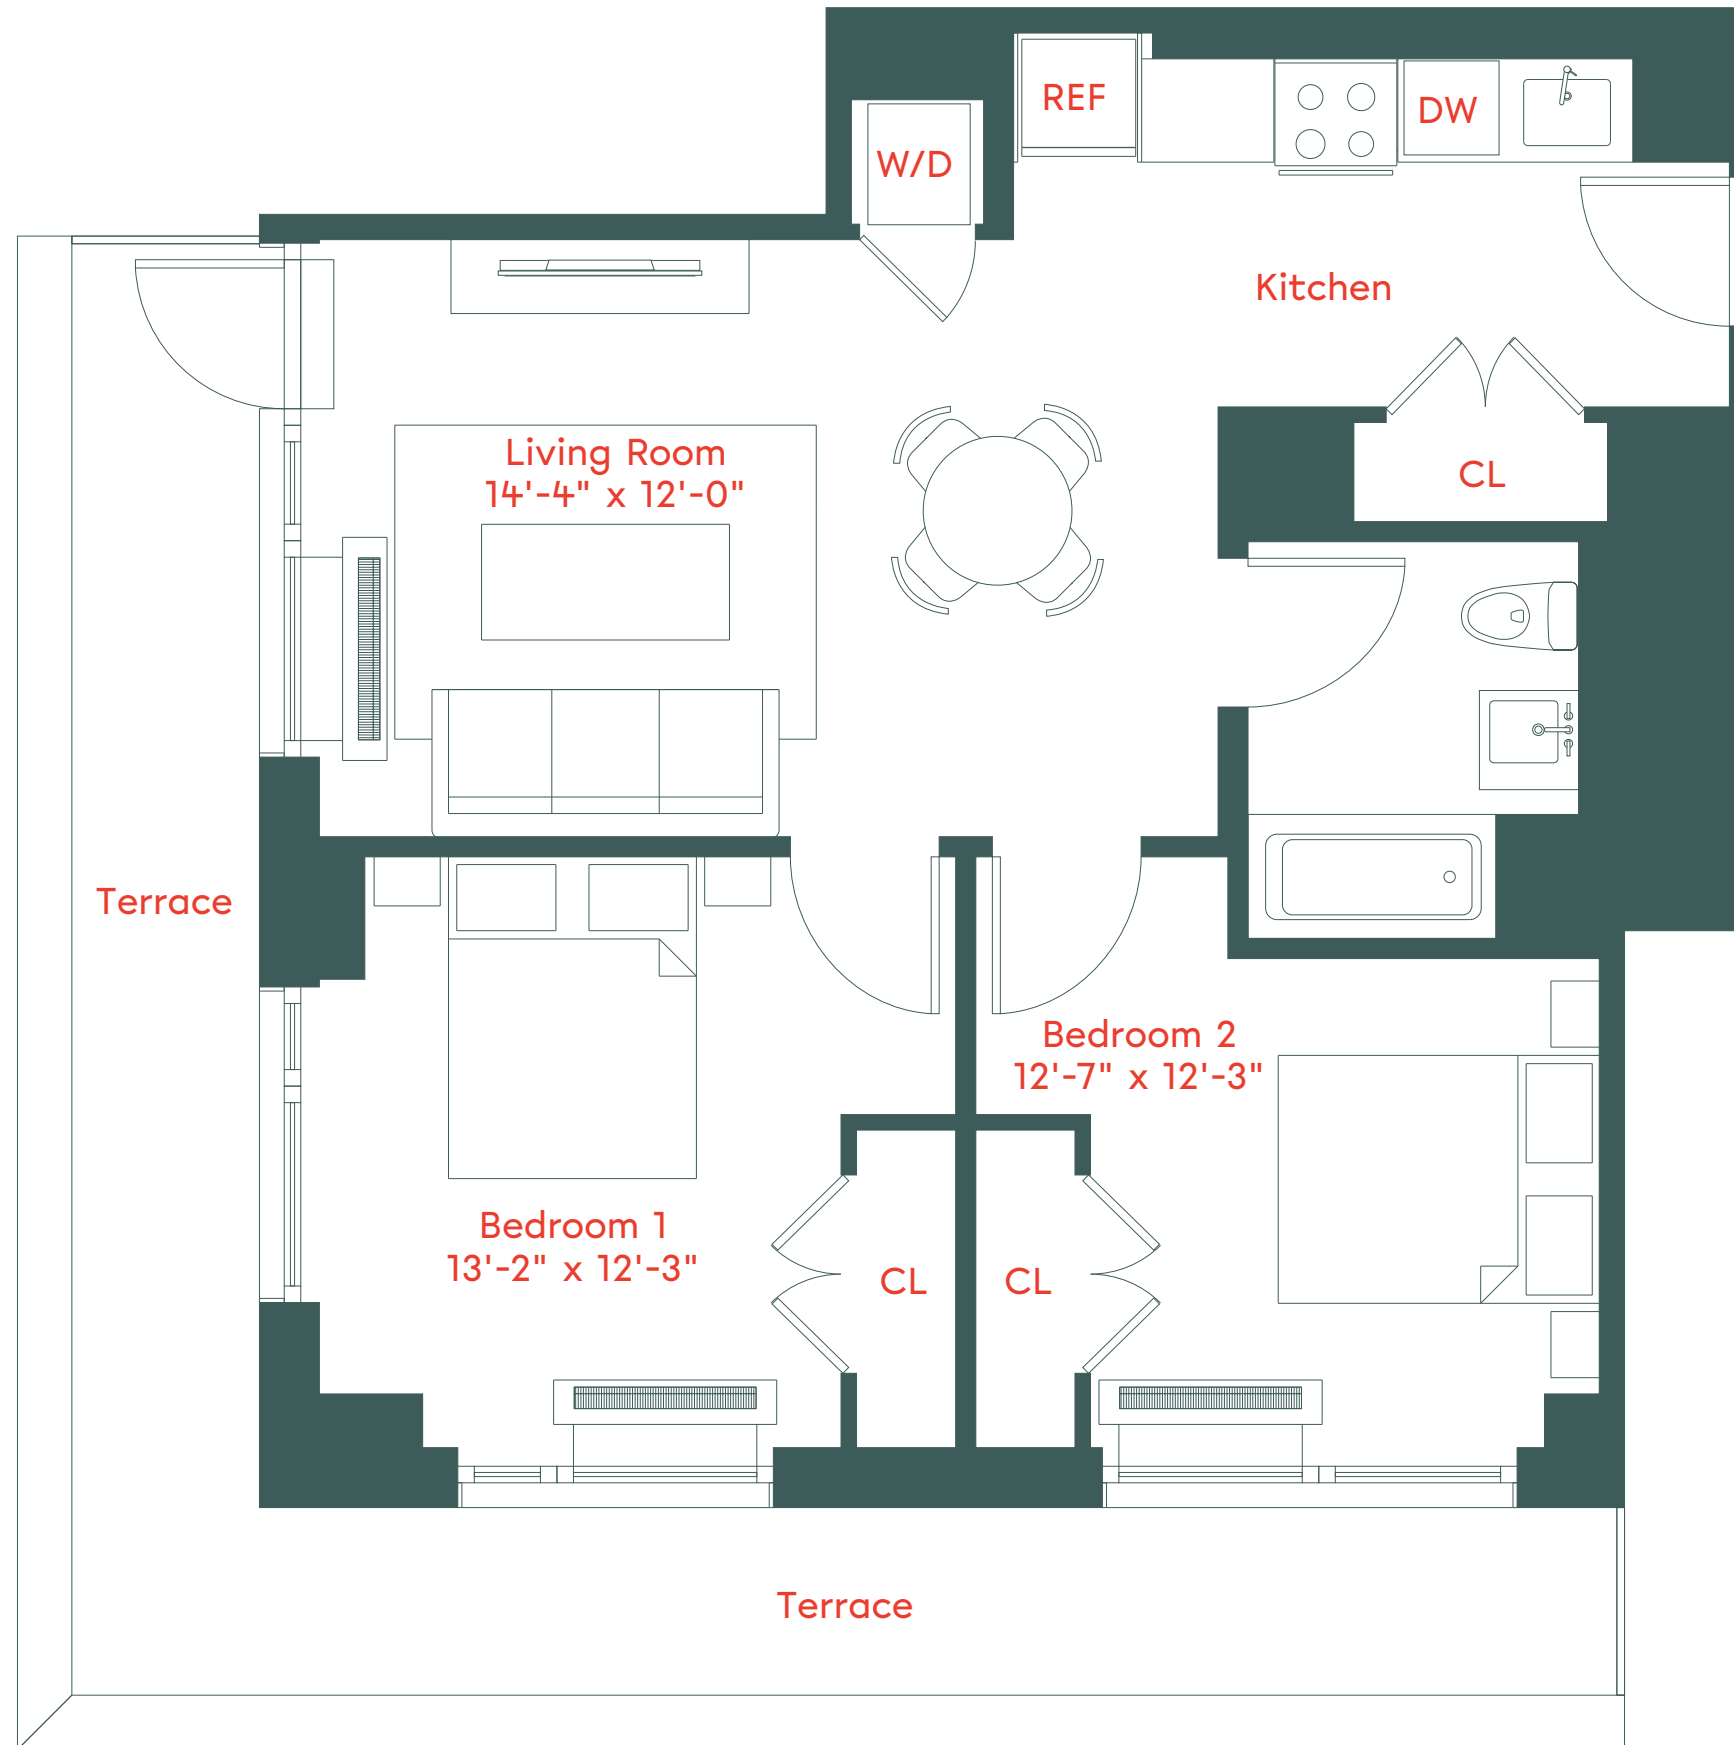 REF
DW
W/D
Kitchen
Living Room
14'-4" x 12'-0"
CL
Terrace
Bedroom 2
12'-7" x 12'-3"
Bedroom 1
13'-2" x 12'-3"
CL
CL
Terrace